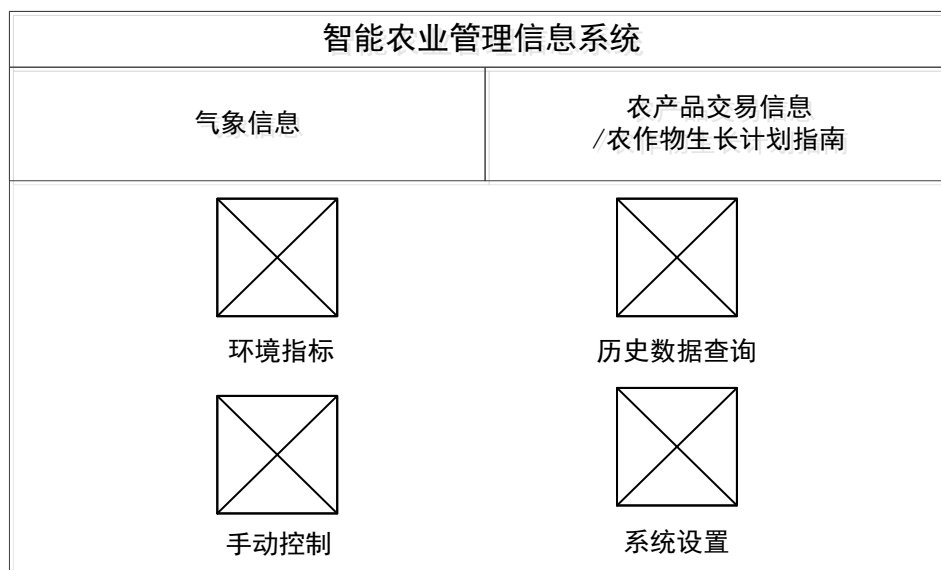 智能农业管理信息系统
气象信息
农产品交易信息
/农作物生长计划指南
环境指标
历史数据查询
手动控制
系统设置